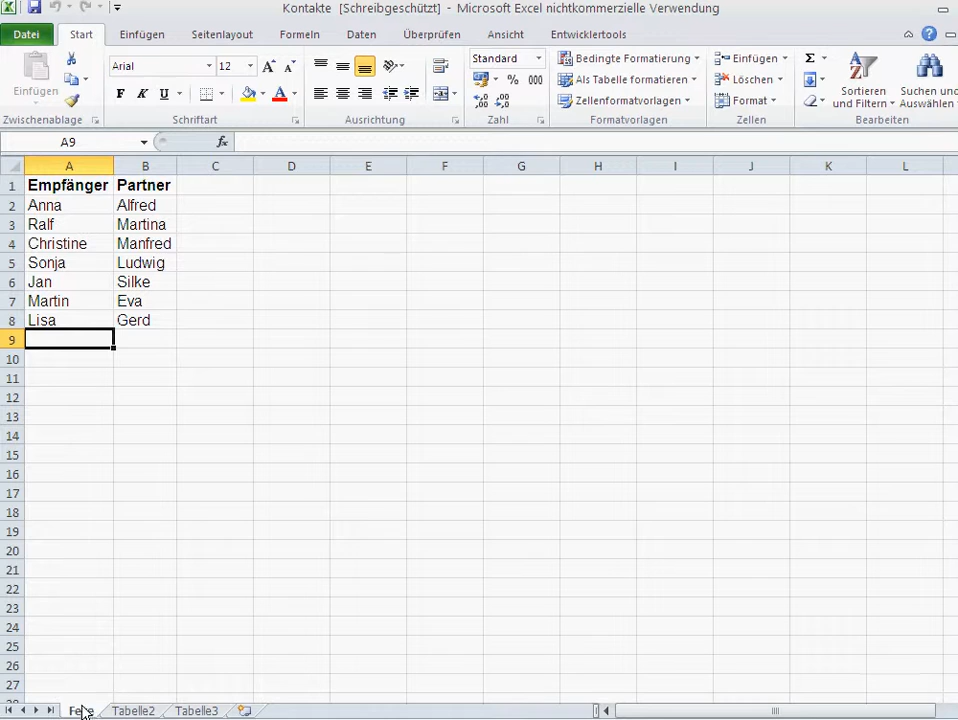 Kontakte [Schreibgeschützt] - Microsoft Excel nichtkommerzielle Verwendung
Datei Start Einfügen Seitenlayout Formeln Daten Überprüfen Ansicht Entwicklertools
Arial 12 Standard Bedingte Formatierung Einfügen Σ
Einfügen F K U A % 000 Als Tabelle formatieren Löschen Sortieren und Filtern Suchen und Auswählen
Zellenformatvorlagen Format
Zwischenablage Schriftart Ausrichtung Zahl Formatvorlagen Zellen Bearbeiten
A9 fx
A B C D E F G H I J K L
1 Empfänger Partner
2 Anna Alfred
3 Ralf Martina
4 Christine Manfred
5 Sonja Ludwig
6 Jan Silke
7 Martin Eva
8 Lisa Gerd
9
10
11
12
13
14
15
16
17
18
19
20
21
22
23
24
25
26
27
Tabelle2 Tabelle3